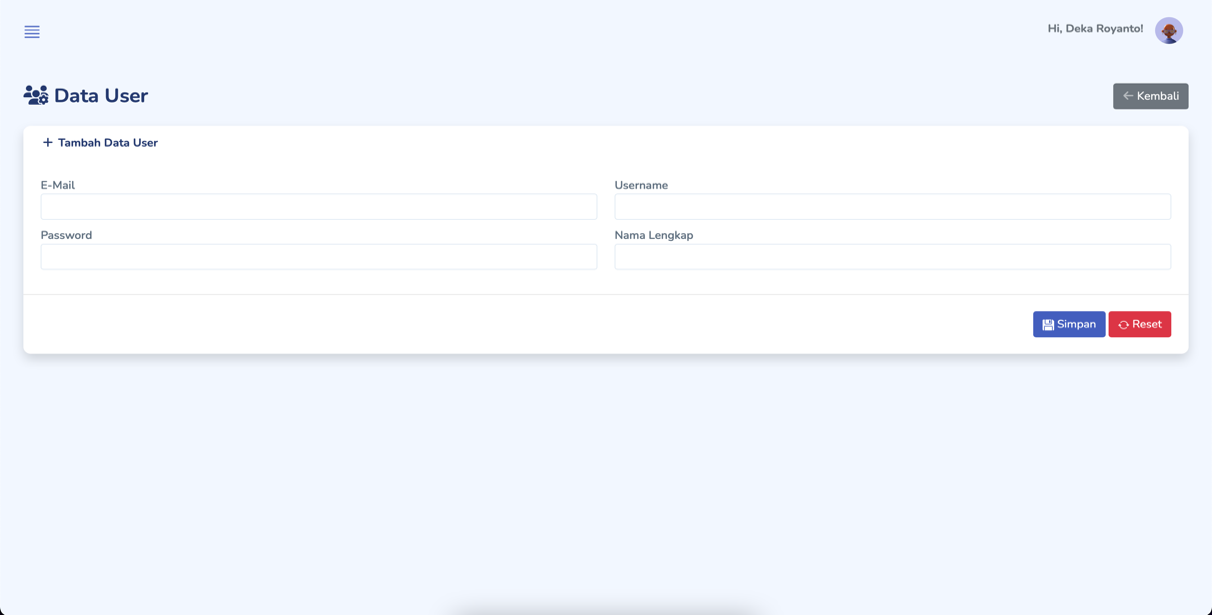 Hi, Deka Royanto!
Data User
Kembali
Tambah Data User
E-Mail
Username
Password
Nama Lengkap
Simpan
Reset